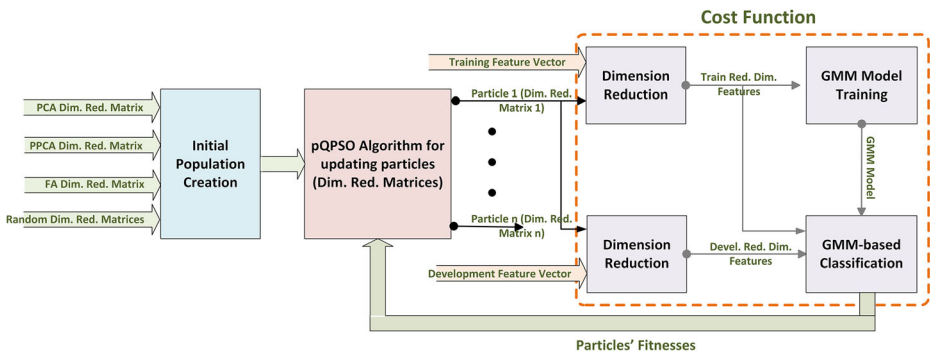 Cost Function
Training Feature Vector
Dimension
Reduction
Train Red. Dim.
Features
GMM Model
Training
PCA Dim. Red. Matrix
PPCA Dim. Red. Matrix
FA Dim. Red. Matrix
Random Dim. Red. Matrices
Initial
Population
Creation
pQPSO Algorithm for
updating particles
(Dim. Red. Matrices)
Particle 1 (Dim. Red.
Matrix 1)
GMM Model
Particle n (Dim. Red.
Matrix n)
Development Feature Vector
Dimension
Reduction
Devel. Red. Dim.
Features
GMM-based
Classification
Particles' Fitnesses